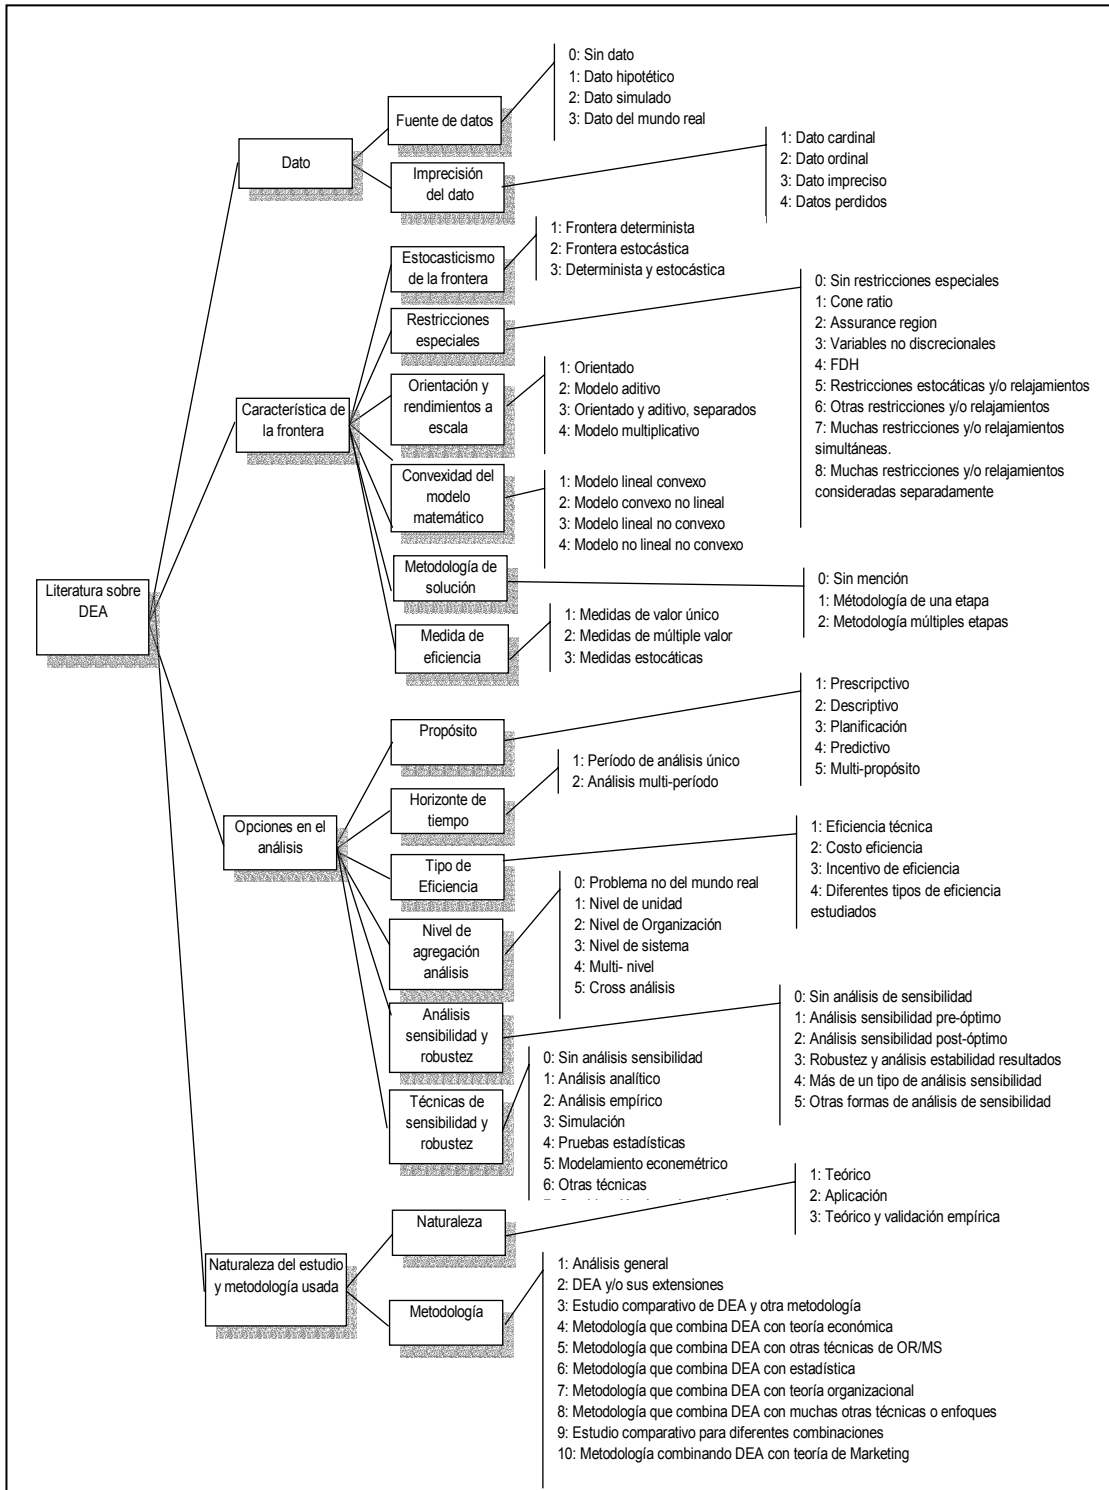 Literatura sobre
DEA
Dato
Fuente de datos
0: Sin dato
1: Dato hipotético
2: Dato simulado
3: Dato del mundo real
Imprecisión
del dato
1: Dato cardinal
2: Dato ordinal
3: Dato impreciso
4: Datos perdidos
Característica de
la frontera
Estocasticismo
de la frontera
1: Frontera determinista
2: Frontera estocástica
3: Determinista y estocástica
Restricciones
especiales
0: Sin restricciones especiales
1: Cone ratio
2: Assurance region
3: Variables no discrecionales
4: FDH
5: Restricciones estocáticas y/o relajamientos
6: Otras restricciones y/o relajamientos
7: Muchas restricciones y/o relajamientos
simultáneas.
8: Muchas restricciones y/o relajamientos
consideradas separadamente
Orientación y
rendimientos a
escala
1: Orientado
2: Modelo aditivo
3: Orientado y aditivo, separados
4: Modelo multiplicativo
Convexidad del
modelo
matemático
1: Modelo lineal convexo
2: Modelo convexo no lineal
3: Modelo lineal no convexo
4: Modelo no lineal no convexo
Metodología de
solución
0: Sin mención
1: Métodología de una etapa
2: Metodología múltiples etapas
Medida de
eficiencia
1: Medidas de valor único
2: Medidas de múltiple valor
3: Medidas estocáticas
Opciones en el
análisis
Propósito
1: Prescripctivo
2: Descriptivo
3: Planificación
4: Predictivo
5: Multi-propósito
Horizonte de
tiempo
1: Período de análisis único
2: Análisis multi-período
Tipo de
Eficiencia
1: Eficiencia técnica
2: Costo eficiencia
3: Incentivo de eficiencia
4: Diferentes tipos de eficiencia
estudiados
Nivel de
agregación
análisis
0: Problema no del mundo real
1: Nivel de unidad
2: Nivel de Organización
3: Nivel de sistema
4: Multi- nivel
5: Cross análisis
Análisis
sensibilidad y
robustez
0: Sin análisis de sensibilidad
1: Análisis sensibilidad pre-óptimo
2: Análisis sensibilidad post-óptimo
3: Robustez y análisis estabilidad resultados
4: Más de un tipo de análisis sensibilidad
5: Otras formas de análisis de sensibilidad
Técnicas de
sensibilidad y
robustez
0: Sin análisis sensibilidad
1: Análisis analítico
2: Análisis empírico
3: Simulación
4: Pruebas estadísticas
5: Modelamiento econemétrico
6: Otras técnicas
Naturaleza del estudio
y metodología usada
Naturaleza
1: Teórico
2: Aplicación
3: Teórico y validación empírica
Metodología
1: Análisis general
2: DEA y/o sus extensiones
3: Estudio comparativo de DEA y otra metodología
4: Metodología que combina DEA con teoría económica
5: Metodología que combina DEA con otras técnicas de OR/MS
6: Metodología que combina DEA con estadística
7: Metodología que combina DEA con teoría organizacional
8: Metodología que combina DEA con muchas otras técnicas o enfoques
9: Estudio comparativo para diferentes combinaciones
10: Metodología combinando DEA con teoría de Marketing